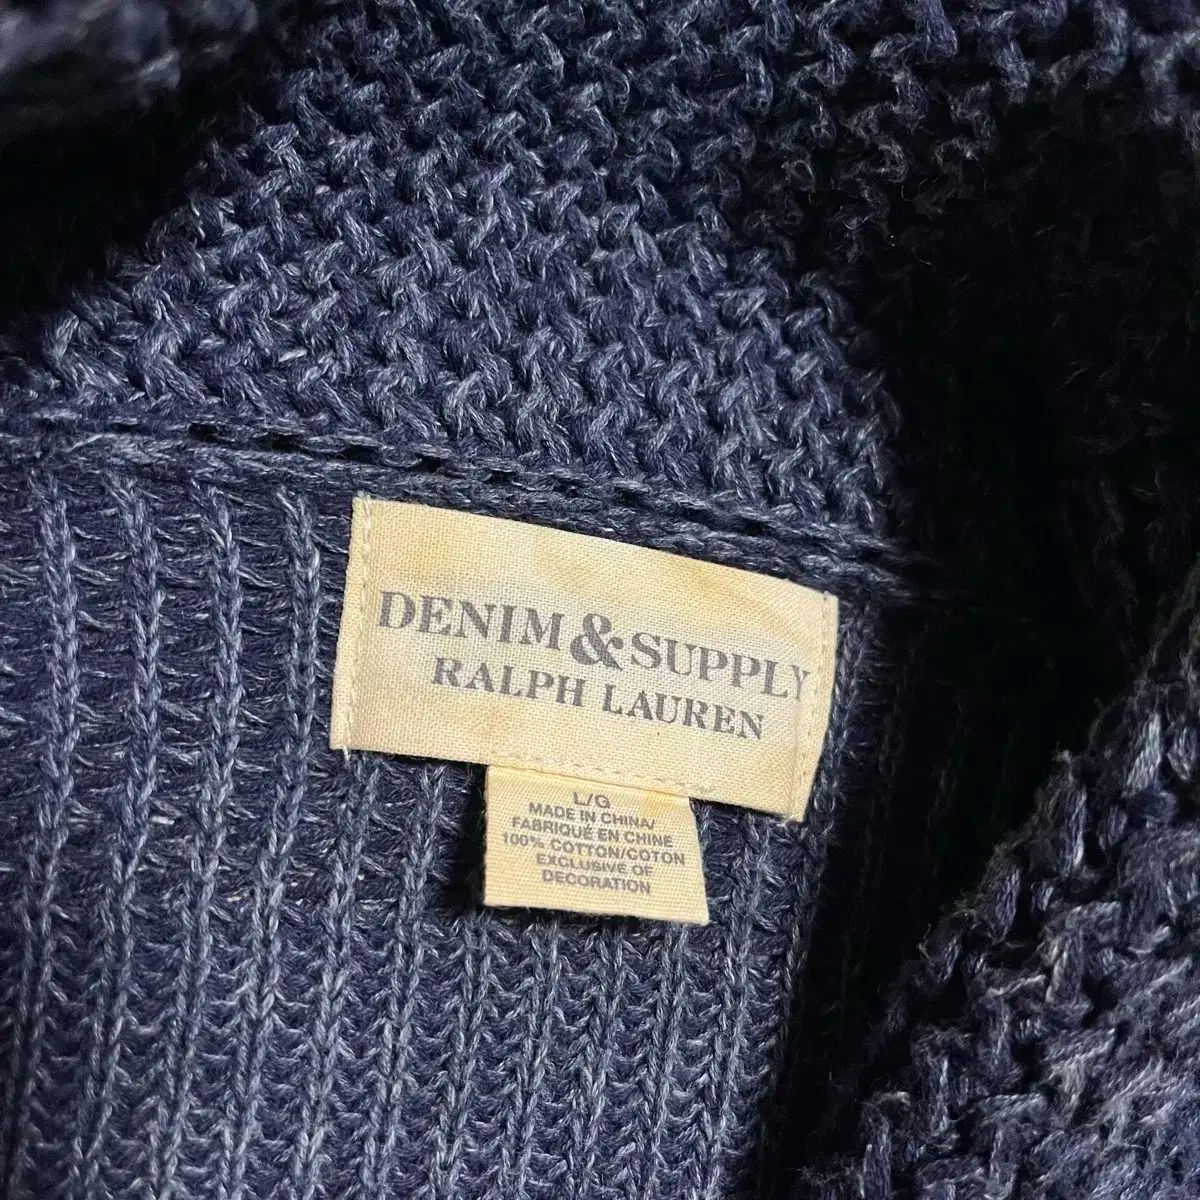 DENIM & SUPPLY
RALPH LAUREN
L/G
MADE IN CHINA/
FABRIQUÉ EN CHINE
100% COTTON/COTON
EXCLUSIVE OF
DECORATION